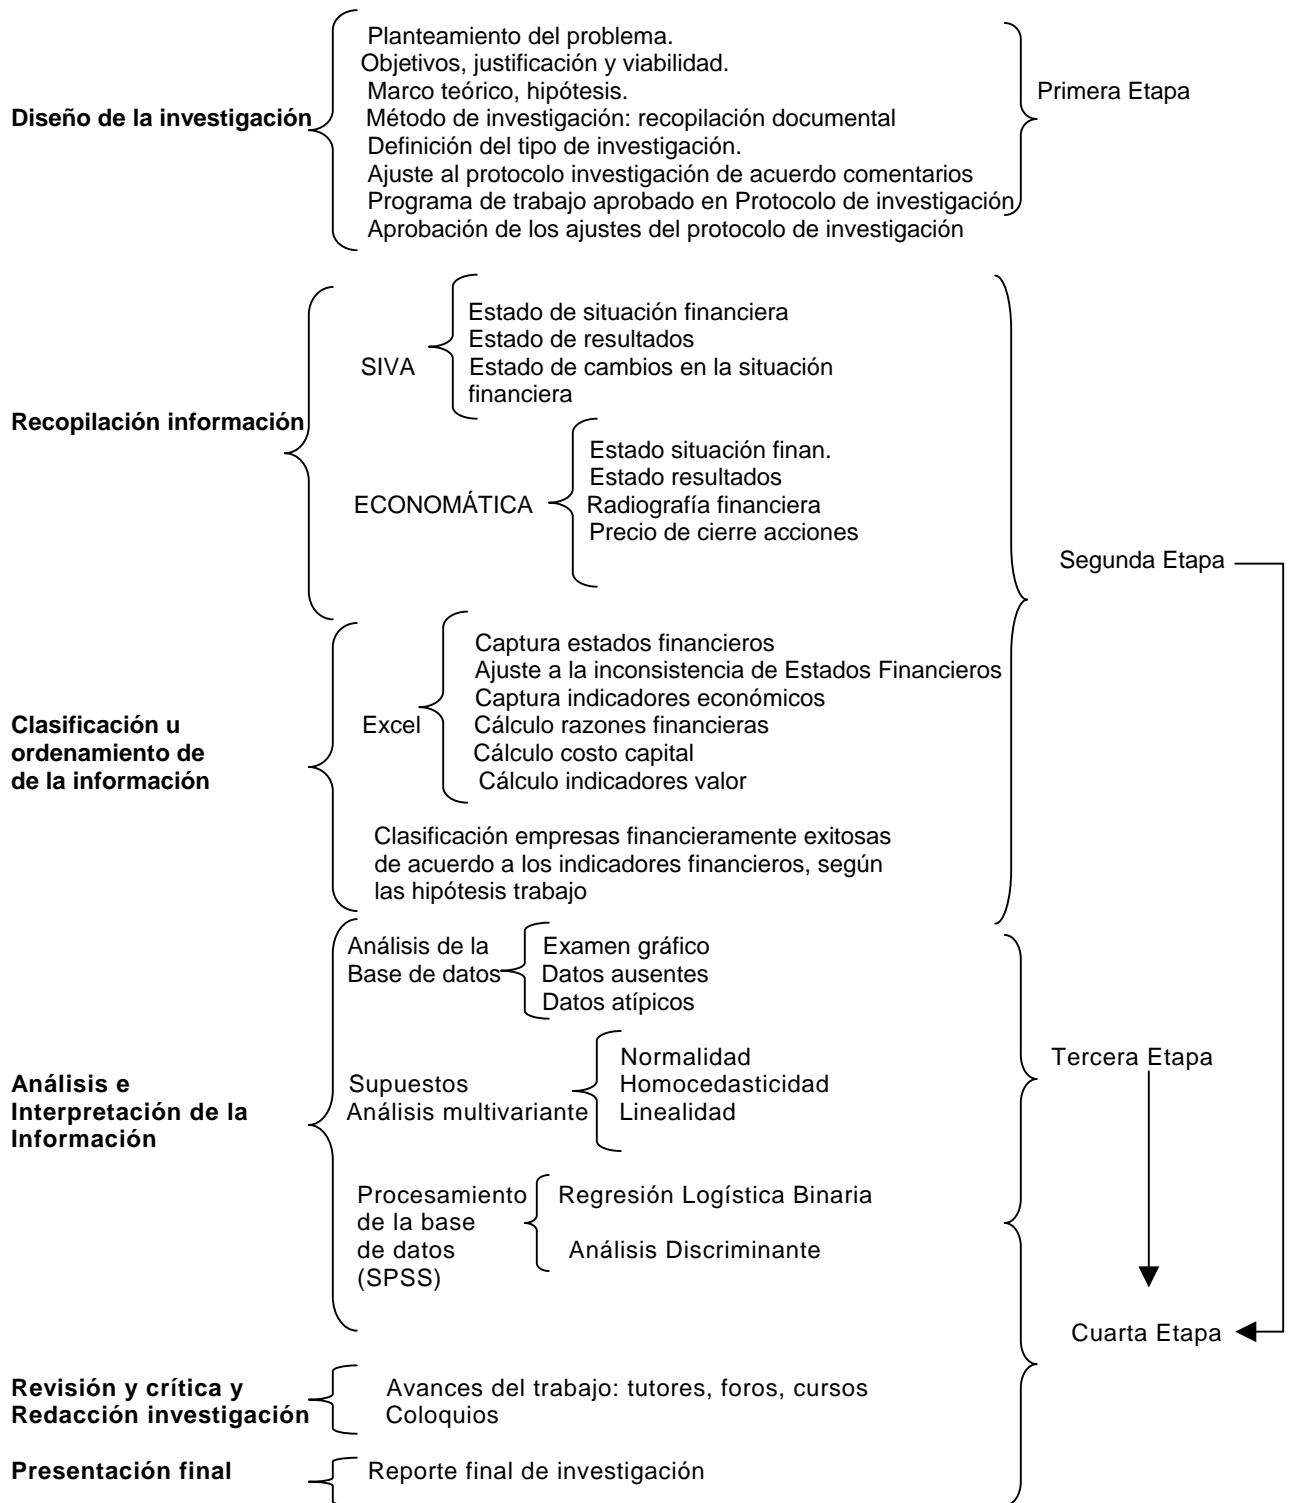 Planteamiento del problema.
Objetivos, justificación y viabilidad.
Marco teórico, hipótesis.
Primera Etapa
Diseño de la investigación
Método de investigación: recopilación documental
Definición del tipo de investigación.
Ajuste al protocolo investigación de acuerdo comentarios
Programa de trabajo aprobado en Protocolo de investigación
Aprobación de los ajustes del protocolo de investigación
Recopilación información
SIVA
Estado de situación financiera
Estado de resultados
Estado de cambios en la situación
financiera
ECONOMÁTICA
Estado situación finan.
Estado resultados
Radiografía financiera
Precio de cierre acciones
Segunda Etapa
Clasificación u
ordenamiento de
de la información
Excel
Captura estados financieros
Ajuste a la inconsistencia de Estados Financieros
Captura indicadores económicos
Cálculo razones financieras
Cálculo costo capital
Cálculo indicadores valor
Clasificación empresas financieramente exitosas
de acuerdo a los indicadores financieros, según
las hipótesis trabajo
Análisis e
Interpretación de la
Información
Análisis de la
Base de datos
Examen gráfico
Datos ausentes
Datos atípicos
Supuestos
Análisis multivariante
Normalidad
Homocedasticidad
Linealidad
Tercera Etapa
Procesamiento
de la base
de datos
(SPSS)
Regresión Logística Binaria
Análisis Discriminante
Cuarta Etapa
Revisión y crítica y
Redacción investigación
Avances del trabajo: tutores, foros, cursos
Coloquios
Presentación final
Reporte final de investigación